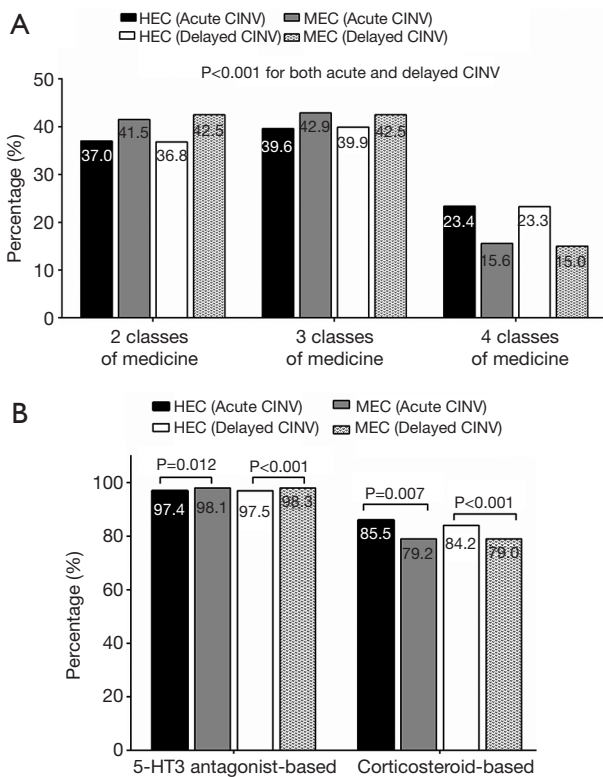 A
HEC (Acute CINV) MEC (Acute CINV)
HEC (Delayed CINV) MEC (Delayed CINV)
P<0.001 for both acute and delayed CINV
Percentage (%)
50
40
30
20
10
0
37.0 41.5 36.8 42.5 39.6 42.9 39.9 42.5 23.4 15.6 23.3 15.0
2 classes 3 classes 4 classes
of medicine of medicine of medicine
B
HEC (Acute CINV) MEC (Acute CINV)
HEC (Delayed CINV) MEC (Delayed CINV)
P=0.012 P<0.001 P=0.007 P<0.001
Percentage (%)
100
80
60
40
20
0
97.4 98.1 97.5 98.3 85.5 79.2 84.2 79.0
5-HT3 antagonist-based Corticosteroid-based